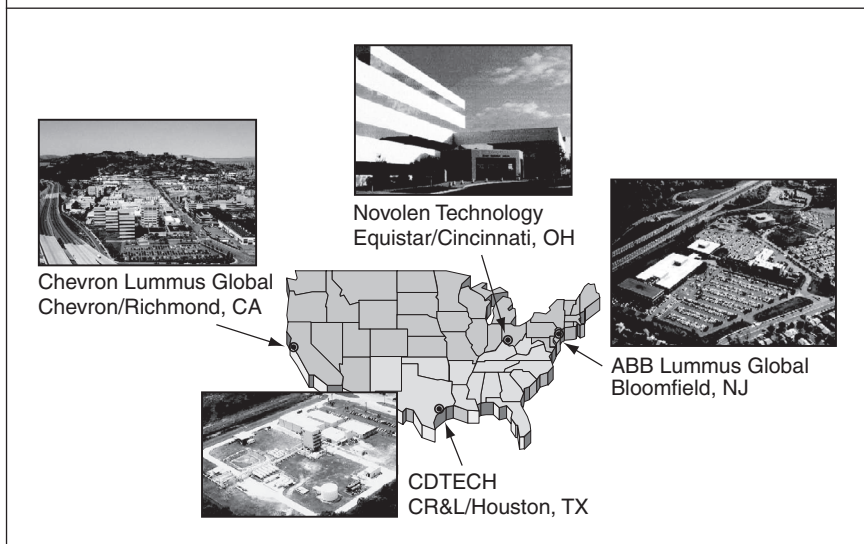 Novolen Technology
Equistar/Cincinnati, OH
Chevron Lummus Global
Chevron/Richmond, CA
ABB Lummus Global
Bloomfield, NJ
CDTECH
CR&L/Houston, TX